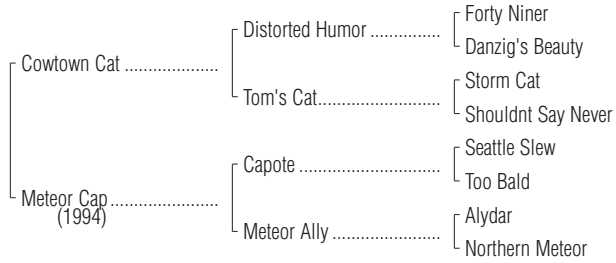 Forty Niner
Distorted Humor ..............
Danzig's Beauty
Cowtown Cat ...................
Storm Cat
Tom's Cat.........................
Shouldnt Say Never
Seattle Slew
Capote .............................
Too Bald
Meteor Cap ......................
(1994)
Alydar
Meteor Ally ......................
Northern Meteor